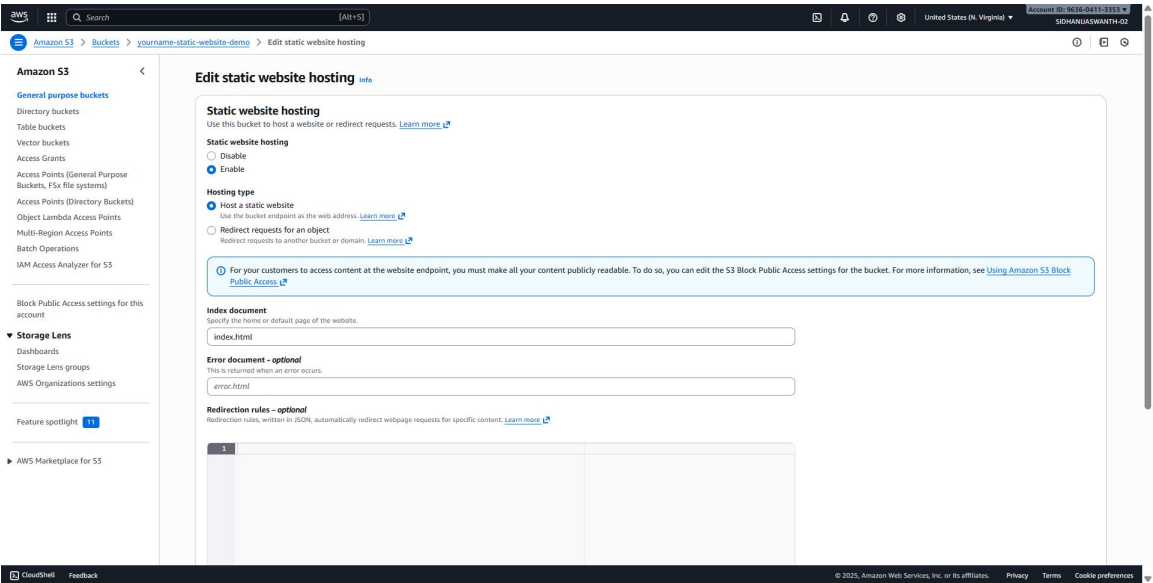 aws
Search [Alt+S]
United States (N. Virginia)
Account ID: 9636-0411-3353
SIDHANIJASWANTH-02
Amazon S3 > Buckets > yourname-static-website-demo > Edit static website hosting
Amazon S3
General purpose buckets
Directory buckets
Table buckets
Vector buckets
Access Grants
Access Points (General Purpose
Buckets, FSx file systems)
Access Points (Directory Buckets)
Object Lambda Access Points
Multi-Region Access Points
Batch Operations
IAM Access Analyzer for S3
Block Public Access settings for this
account
Storage Lens
Dashboards
Storage Lens groups
AWS Organizations settings
Feature spotlight 11
AWS Marketplace for S3
Edit static website hosting Info
Static website hosting
Use this bucket to host a website or redirect requests. Learn more
Static website hosting
Disable
Enable
Hosting type
Host a static website
Use the bucket endpoint as the web address. Learn more
Redirect requests for an object
Redirect requests to another bucket or domain. Learn more
For your customers to access content at the website endpoint, you must make all your content publicly readable. To do so, you can edit the S3 Block Public Access settings for the bucket. For more information, see Using Amazon S3 Block
Public Access
Index document
Specify the home or default page of the website.
index.html
Error document - optional
This is returned when an error occurs.
error.html
Redirection rules – optional
Redirection rules, written in JSON, automatically redirect webpage requests for specific content. Learn more
1
CloudShell Feedback
© 2025, Amazon Web Services, Inc. or its affiliates. Privacy Terms Cookie preferences